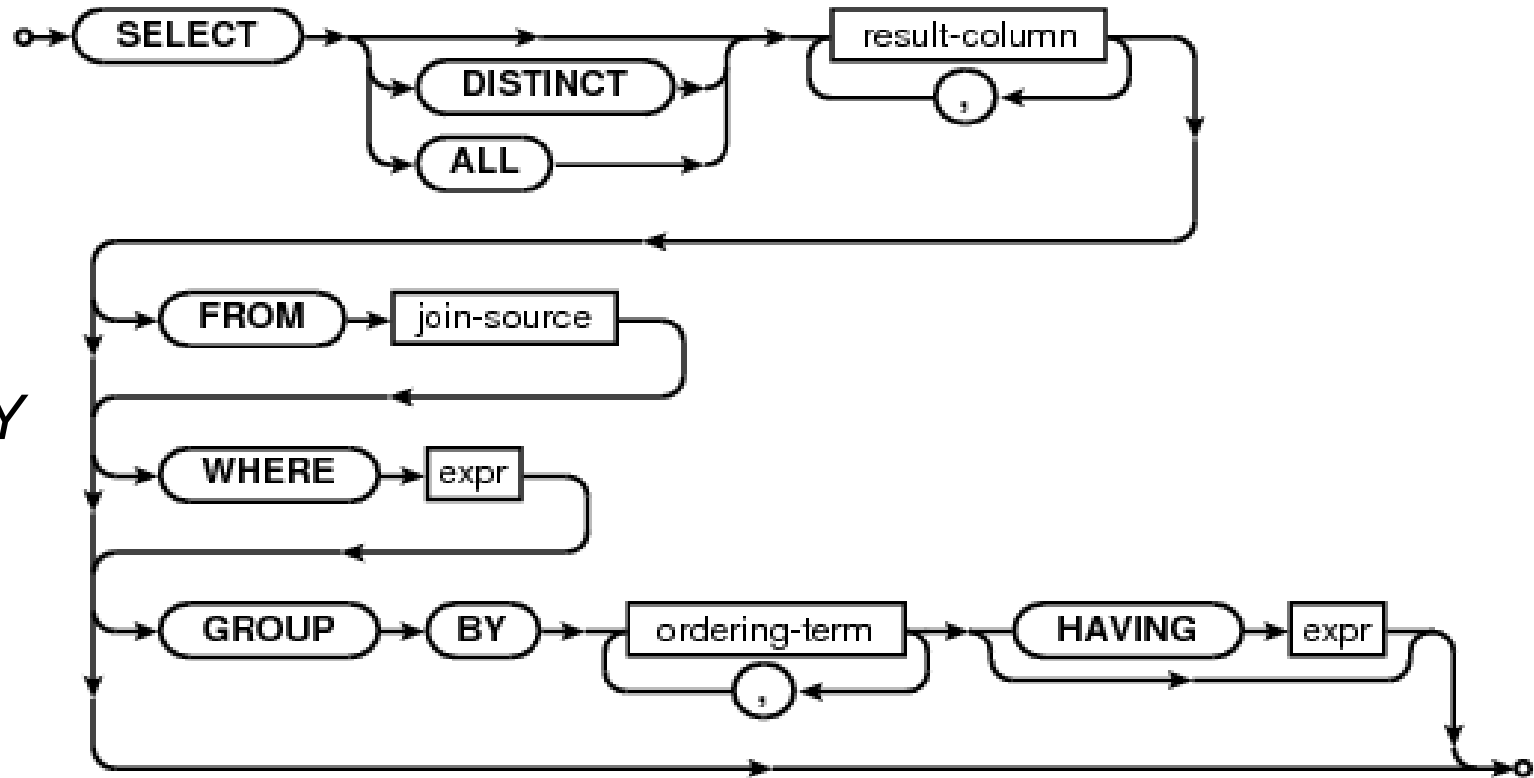 SELECT result-column
DISTINCT ,
ALL
FROM join-source
Y
WHERE expr
GROUP BY ordering-term HAVING expr
,